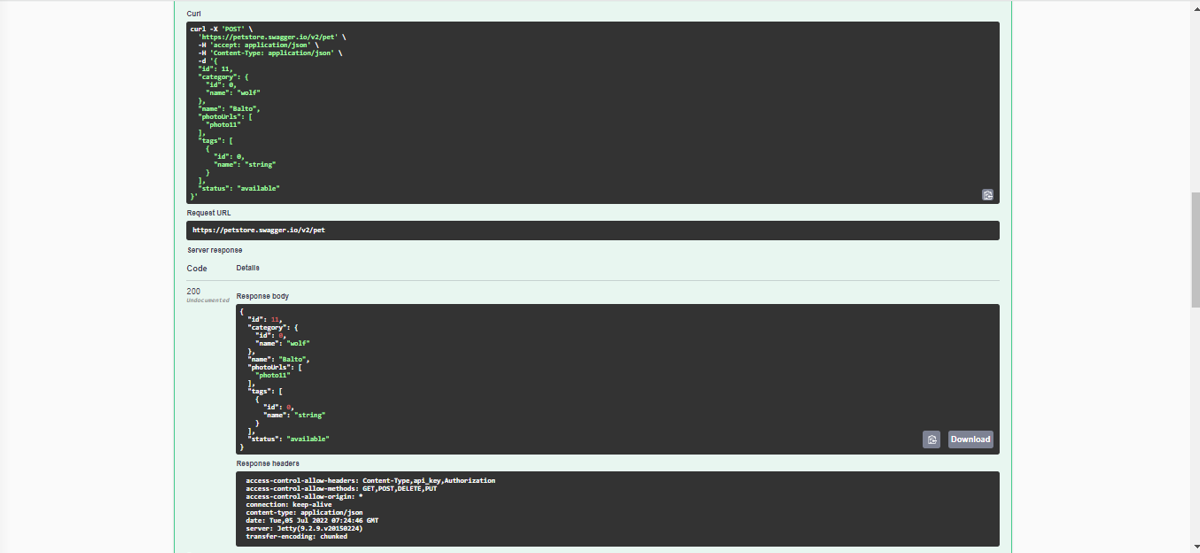 Curl
curl -X 'POST' \
  'https://petstore.swagger.io/v2/pet' \
  -H 'accept: application/json' \
  -H 'Content-Type: application/json' \
  -d '{
  "id": 11,
  "category": {
    "id": 0,
    "name": "wolf"
  },
  "name": "Balto",
  "photoUrls": [
    "photo11"
  ],
  "tags": [
    {
      "id": 0,
      "name": "string"
    }
  ],
  "status": "available"
}'
Request URL
https://petstore.swagger.io/v2/pet
Server response
Code Details
200
Undocumented
Response body
{
  "id": 11,
  "category": {
    "id": 0,
    "name": "wolf"
  },
  "name": "Balto",
  "photoUrls": [
    "photo11"
  ],
  "tags": [
    {
      "id": 0,
      "name": "string"
    }
  ],
  "status": "available"
}
Download
Response headers
access-control-allow-headers: Content-Type,api_key,Authorization
access-control-allow-methods: GET,POST,DELETE,PUT
access-control-allow-origin: *
connection: keep-alive
content-type: application/json
date: Tue,05 Jul 2022 07:24:46 GMT
server: Jetty(9.2.9.v20150224)
transfer-encoding: chunked